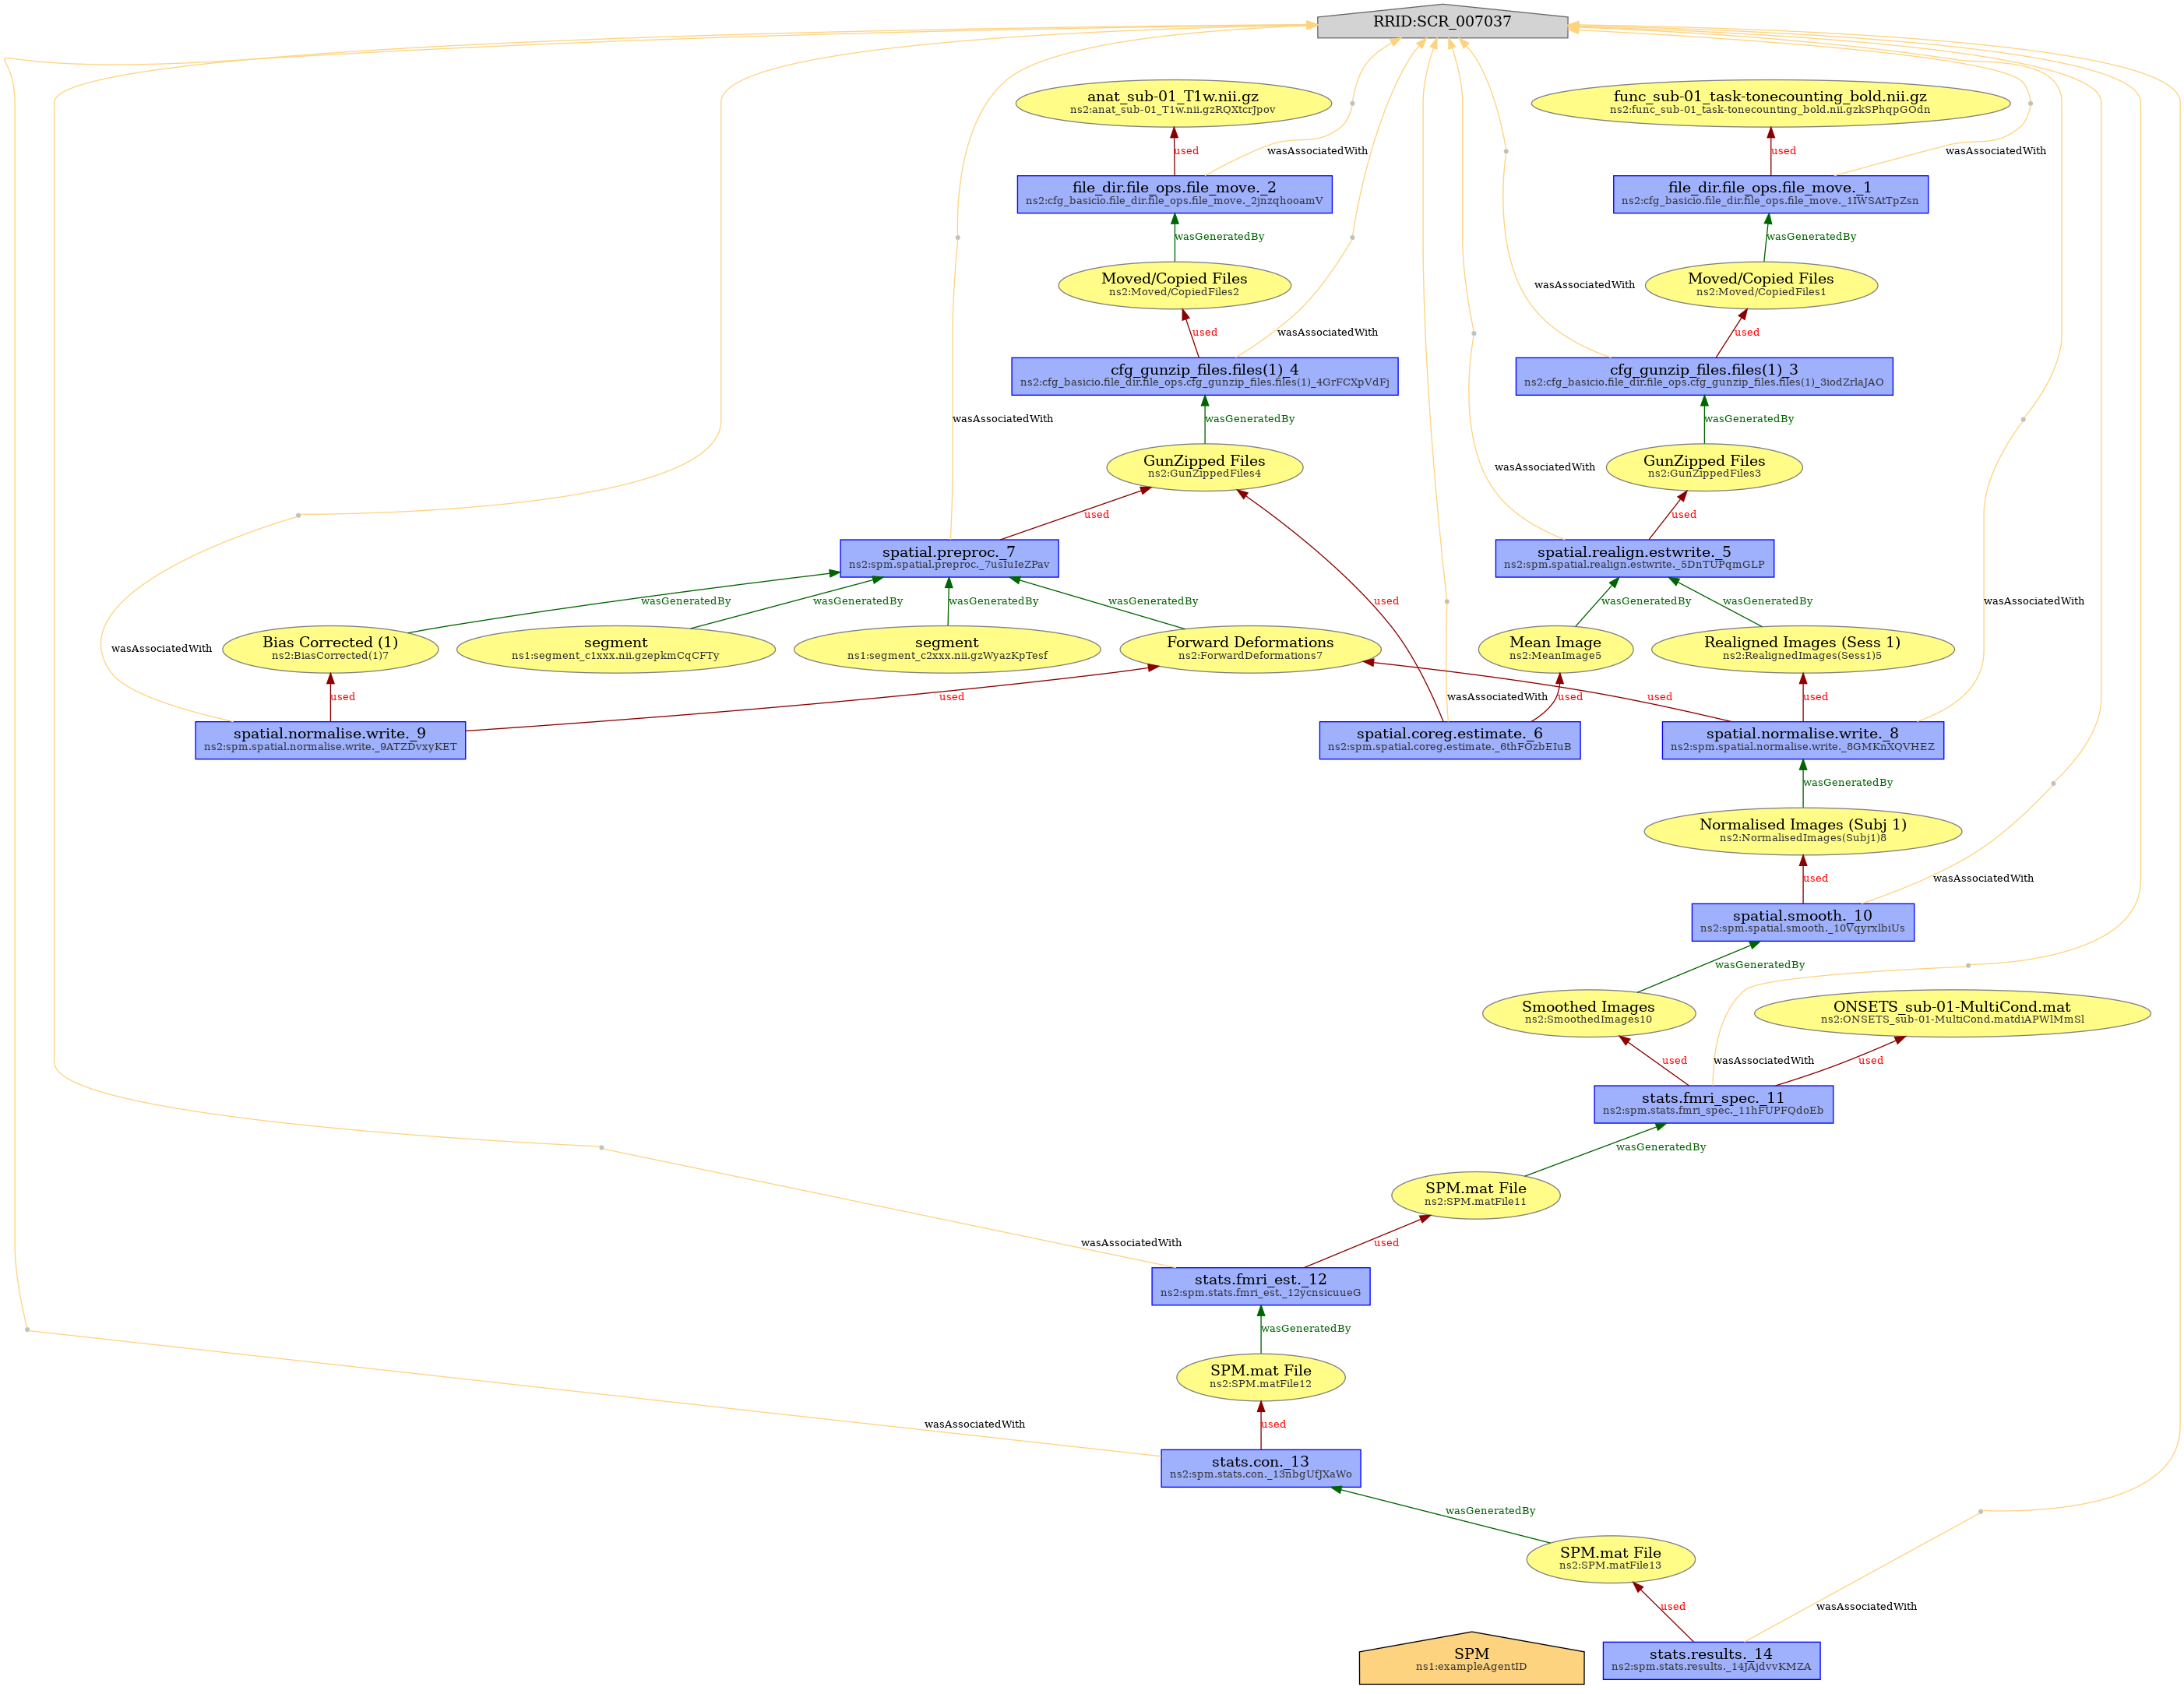 RRID:SCR_007037
anat_sub-01_T1w.nii.gz
ns2:anat_sub-01_T1w.nii.gzRQXtcrJpov
func_sub-01_task-tonecounting_bold.nii.gz
ns2:func_sub-01_task-tonecounting_bold.nii.gzkSPhqpGOdn
used
wasAssociatedWith
used
wasAssociatedWith
file_dir.file_ops.file_move._2
ns2:cfg_basicio.file_dir.file_ops.file_move._2jnzqhooamV
file_dir.file_ops.file_move._1
ns2:cfg_basicio.file_dir.file_ops.file_move._1IWSAtTpZsn
wasGeneratedBy
wasGeneratedBy
Moved/Copied Files
ns2:Moved/CopiedFiles2
wasAssociatedWith
Moved/Copied Files
ns2:Moved/CopiedFiles1
used
wasAssociatedWith
used
cfg_gunzip_files.files(1)_4
ns2:cfg_basicio.file_dir.file_ops.cfg_gunzip_files.files(1)_4GrFCXpVdFj
cfg_gunzip_files.files(1)_3
ns2:cfg_basicio.file_dir.file_ops.cfg_gunzip_files.files(1)_3iodZrlaJAO
wasAssociatedWith
wasGeneratedBy
wasGeneratedBy
GunZipped Files
ns2:GunZippedFiles4
wasAssociatedWith
GunZipped Files
ns2:GunZippedFiles3
used
used
spatial.preproc._7
ns2:spm.spatial.preproc._7usIuIeZPav
spatial.realign.estwrite._5
ns2:spm.spatial.realign.estwrite._5DnTUPqmGLP
wasGeneratedBy
wasGeneratedBy
wasGeneratedBy
wasGeneratedBy
used
wasGeneratedBy
wasGeneratedBy
wasAssociatedWith
wasAssociatedWith
Bias Corrected (1)
ns2:BiasCorrected(1)7
segment
ns1:segment_c1xxx.nii.gzepkmCqCFTy
segment
ns1:segment_c2xxx.nii.gzWyazKpTesf
Forward Deformations
ns2:ForwardDeformations7
Mean Image
ns2:MeanImage5
Realigned Images (Sess 1)
ns2:RealignedImages(Sess1)5
used
used
wasAssociatedWith
used
used
used
spatial.normalise.write._9
ns2:spm.spatial.normalise.write._9ATZDvxyKET
spatial.coreg.estimate._6
ns2:spm.spatial.coreg.estimate._6thFOzbEIuB
spatial.normalise.write._8
ns2:spm.spatial.normalise.write._8GMKnXQVHEZ
wasGeneratedBy
Normalised Images (Subj 1)
ns2:NormalisedImages(Subj1)8
used
wasAssociatedWith
spatial.smooth._10
ns2:spm.spatial.smooth._10VqyrxlbiUs
wasGeneratedBy
Smoothed Images
ns2:SmoothedImages10
ONSETS_sub-01-MultiCond.mat
ns2:ONSETS_sub-01-MultiCond.matdiAPWlMmSl
used
wasAssociatedWith
used
stats.fmri_spec._11
ns2:spm.stats.fmri_spec._11hFUPFQdoEb
wasGeneratedBy
SPM.mat File
ns2:SPM.matFile11
wasAssociatedWith
used
stats.fmri_est._12
ns2:spm.stats.fmri_est._12ycnsicuueG
wasGeneratedBy
SPM.mat File
ns2:SPM.matFile12
wasAssociatedWith
used
stats.con._13
ns2:spm.stats.con._13nbgUfJXaWo
wasGeneratedBy
SPM.mat File
ns2:SPM.matFile13
used
wasAssociatedWith
SPM
ns1:exampleAgentID
stats.results._14
ns2:spm.stats.results._14JAjdvvKMZA